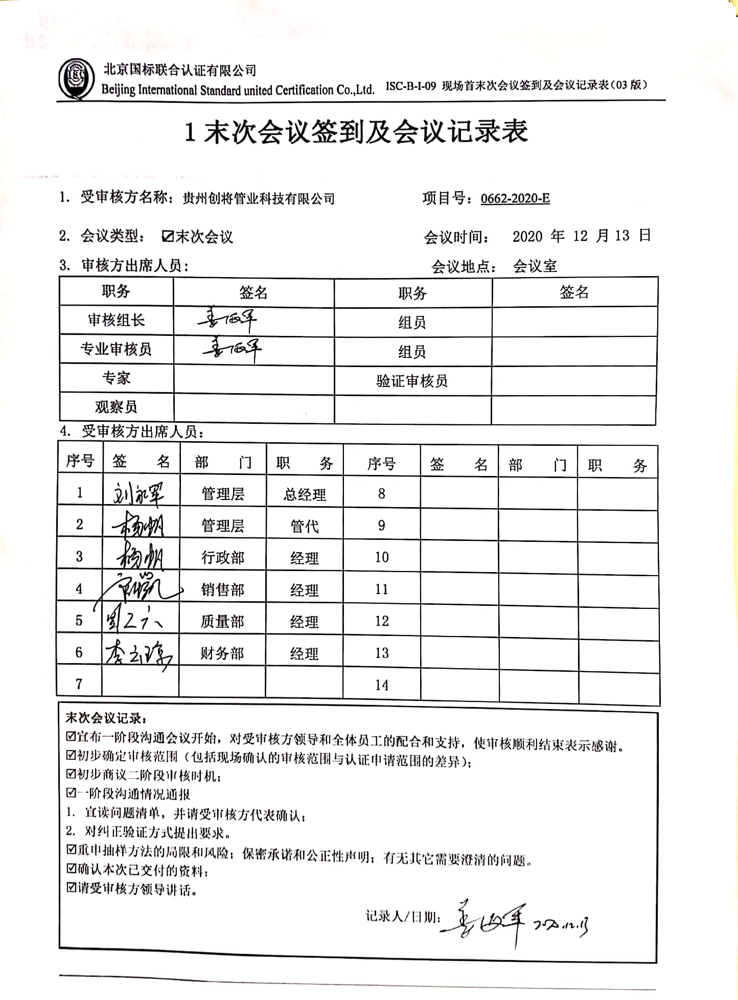 北京国标联合认证有限公司
Beijing International Standard united Certification Co.,Ltd. ISC-B-I-09 现场首末次会议签到及会议记录表(03 版)
1 末次会议签到及会议记录表
1. 受审核方名称: 贵州创将管业科技有限公司 项目号: 0662-2020-E
2. 会议类型: ☑末次会议 会议时间: 2020 年 12 月 13 日
3. 审核方出席人员: 会议地点: 会议室
职务 签名 职务 签名
审核组长 姜海军 组员
专业审核员 姜海军 组员
专家 验证审核员
观察员
4. 受审核方出席人员:
序号 签 名 部 门 职 务 序号 签 名 部 门 职 务
1 刘永军 管理层 总经理 8
2 杨帆 管理层 管代 9
3 杨帆 行政部 经理 10
4 销售部 经理 11
5 质量部 经理 12
6 财务部 经理 13
7 14
末次会议记录:
☑宣布一阶段沟通会议开始，对受审核方领导和全体员工的配合和支持，使审核顺利结束表示感谢。
☑初步确定审核范围（包括现场确认的审核范围与认证申请范围的差异）;
☑初步商议二阶段审核时机;
☑一阶段沟通情况通报
1. 宣读问题清单，并请受审核方代表确认;
2. 对纠正验证方式提出要求。
☑重申抽样方法的局限和风险; 保密承诺和公正性声明; 有无其它需要澄清的问题。
☑确认本次已交付的资料:
☑请受审核方领导讲话。
记录人/日期: 姜海军 2020.12.13